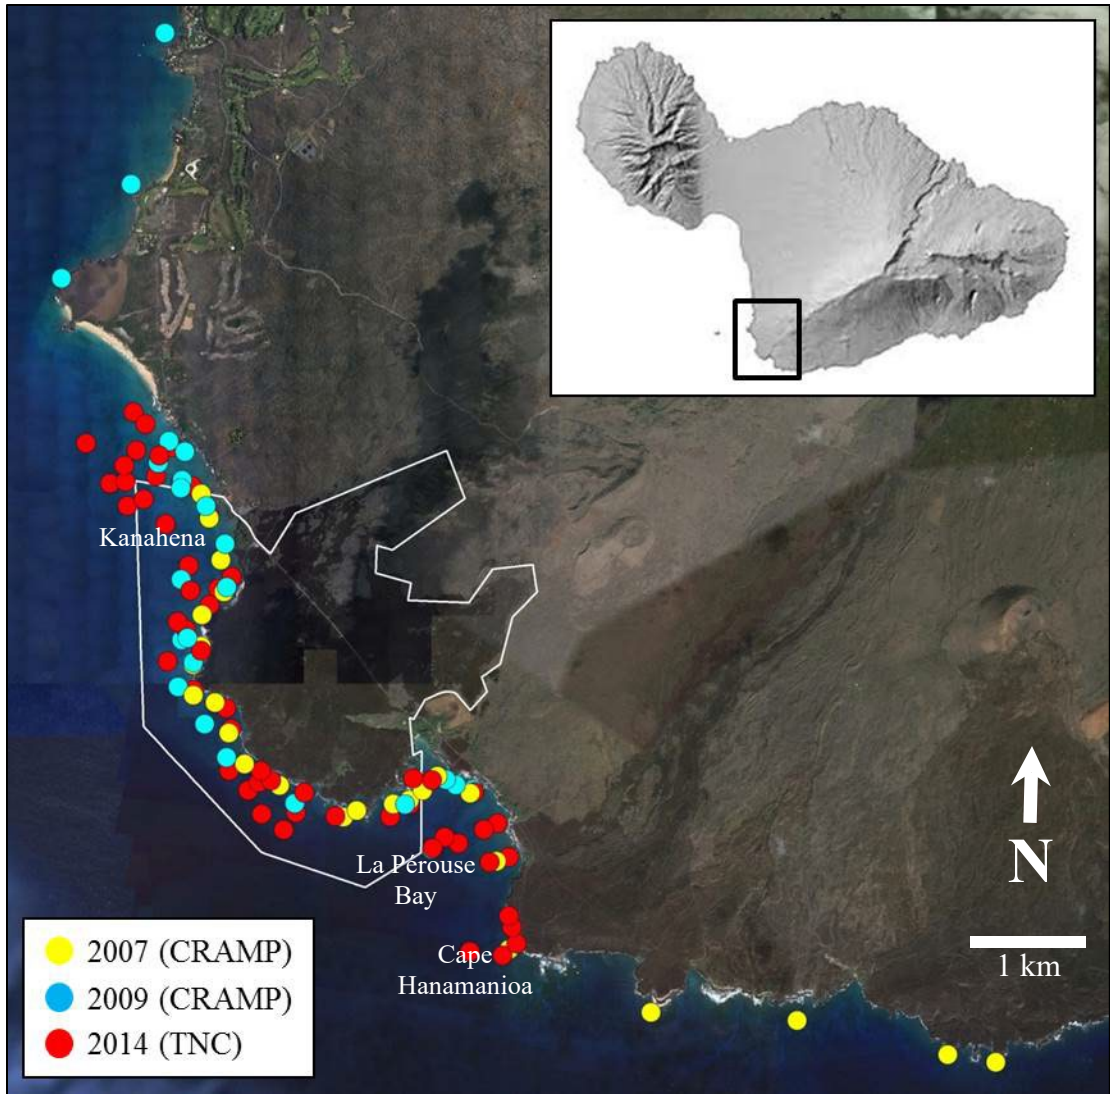 Kanahena
La Pérouse
Bay
Cape
Hanamanioa
N
1 km
2007 (CRAMP)
2009 (CRAMP)
2014 (TNC)